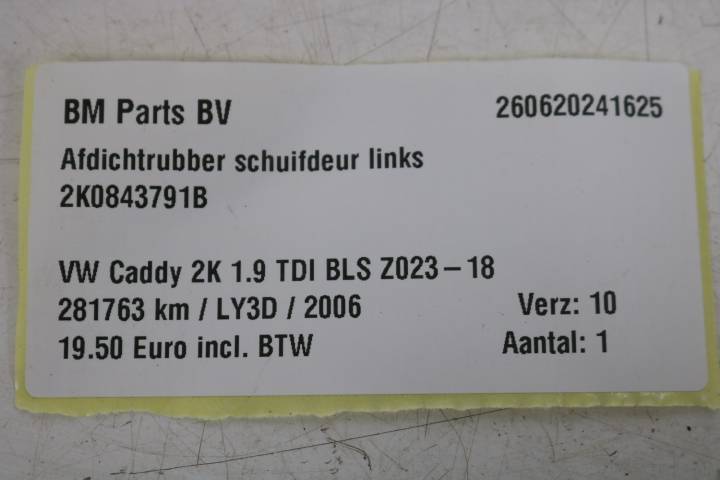 BM Parts BV 260620241625
Afdichtrubber schuifdeur links
2K0843791B
VW Caddy 2K 1.9 TDI BLS Z023-18
281763 km / LY3D / 2006 Verz: 10
19.50 Euro incl. BTW Aantal: 1